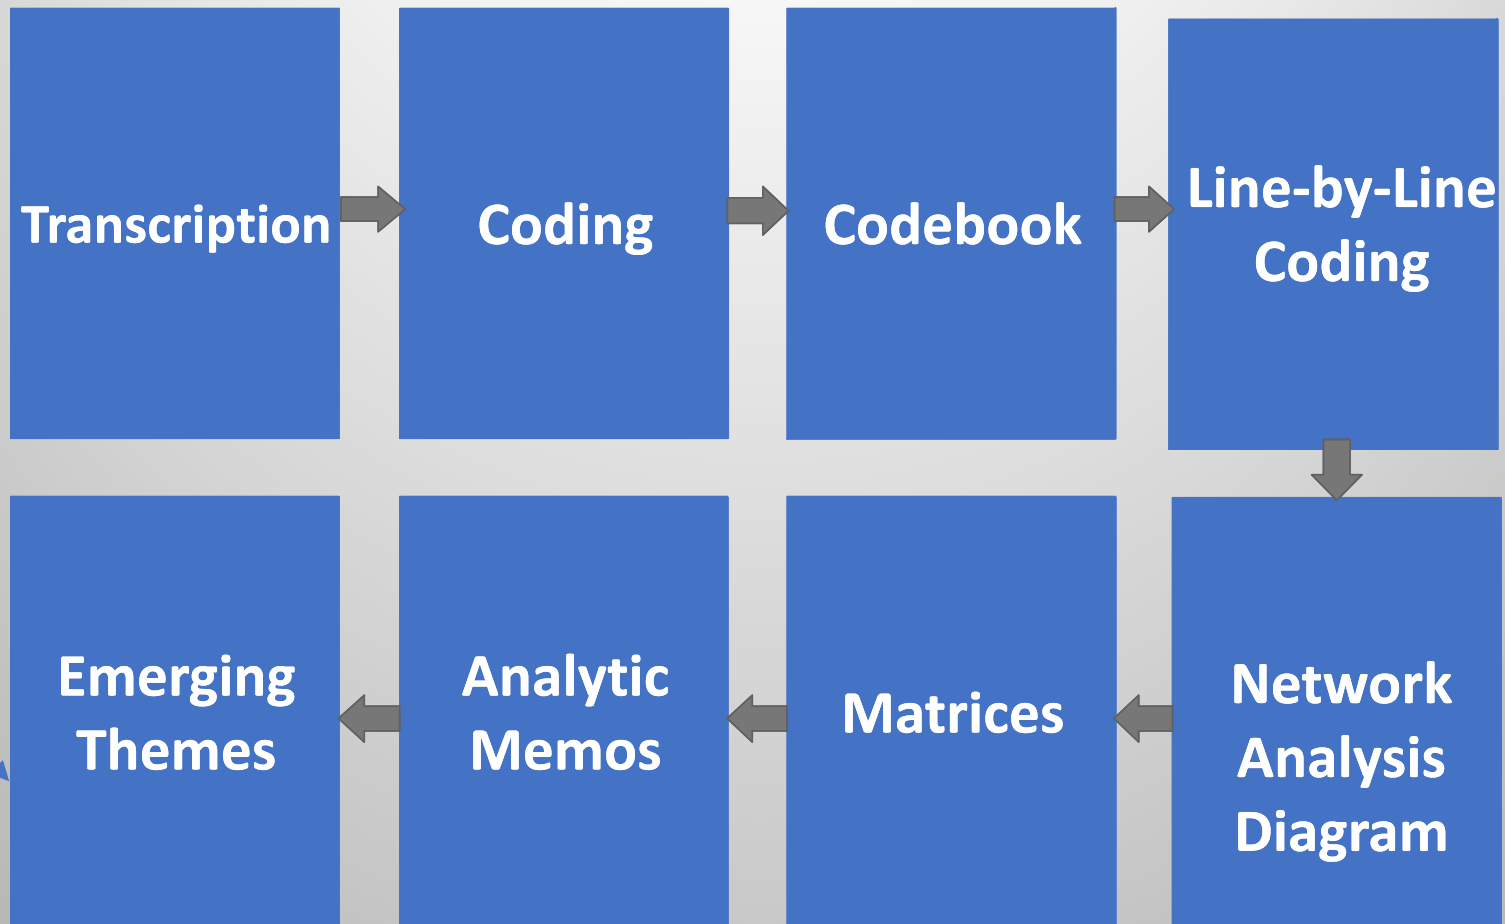 Transcription
Coding
Codebook
Line-by-Line
Coding
Network
Analysis
Diagram
Matrices
Analytic
Memos
Emerging
Themes